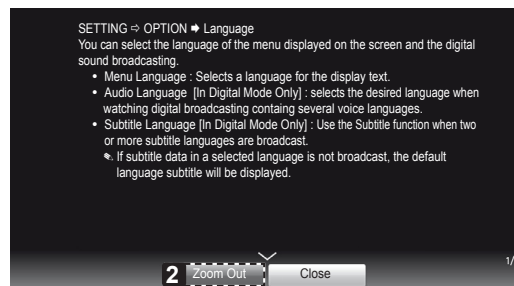 SETTING ⇨ OPTION ➡ Language
You can select the language of the menu displayed on the screen and the digital
sound broadcasting.
• Menu Language : Selects a language for the display text.
• Audio Language [In Digital Mode Only] : selects the desired language when
watching digital broadcasting containg several voice languages.
• Subtitle Language [In Digital Mode Only] : Use the Subtitle function when two
or more subtitle languages are broadcast.
✎ If subtitle data in a selected language is not broadcast, the default
language subtitle will be displayed.
1/
2 Zoom Out Close